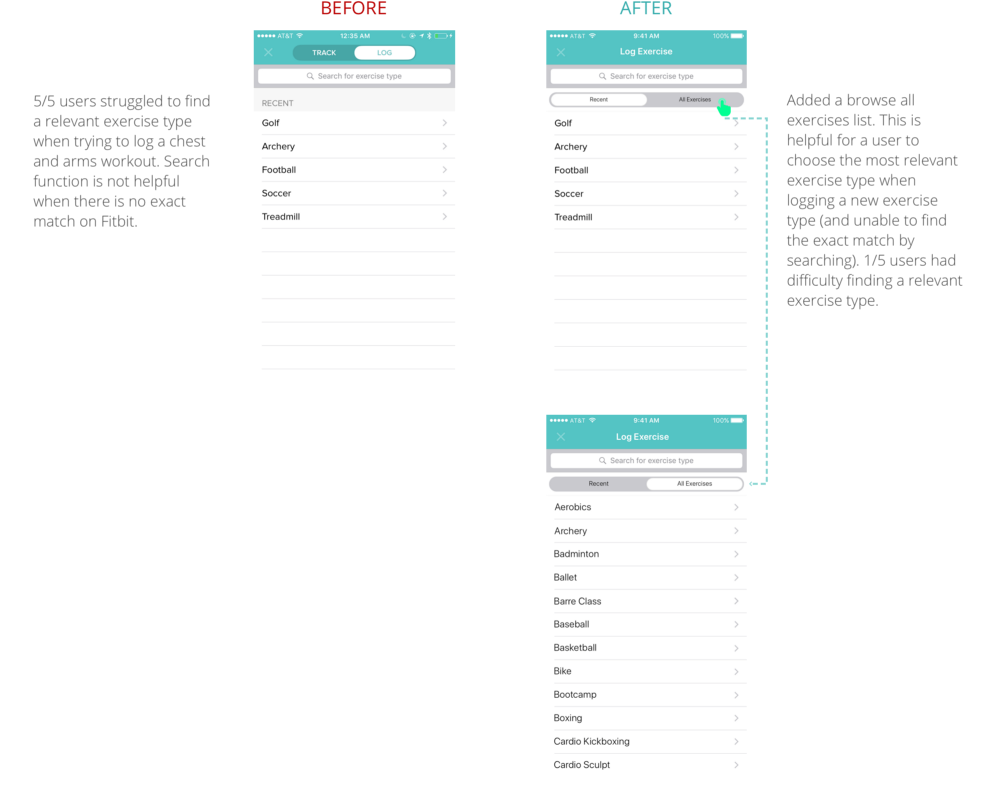 BEFORE
AFTER
5/5 users struggled to find
a relevant exercise type
when trying to log a chest
and arms workout. Search
function is not helpful
when there is no exact
match on Fitbit.
AT&T 12:35 AM
TRACK LOG
Search for exercise type
RECENT
Golf
Archery
Football
Soccer
Treadmill
AT&T 9:41 AM 100%
Log Exercise
Search for exercise type
Recent All Exercises
Golf
Archery
Football
Soccer
Treadmill
Added a browse all
exercises list. This is
helpful for a user to
choose the most relevant
exercise type when
logging a new exercise
type (and unable to find
the exact match by
searching). 1/5 users had
difficulty finding a relevant
exercise type.
AT&T 9:41 AM 100%
Log Exercise
Search for exercise type
Recent All Exercises
Aerobics
Archery
Badminton
Ballet
Barre Class
Baseball
Basketball
Bike
Bootcamp
Boxing
Cardio Kickboxing
Cardio Sculpt